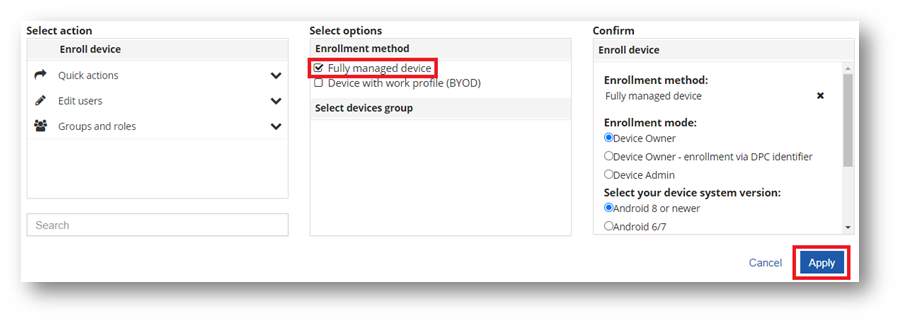 Select action
Enroll device
Quick actions
Edit users
Groups and roles
Search
Select options
Enrollment method
Fully managed device
Device with work profile (BYOD)
Select devices group
Confirm
Enroll device
Enrollment method:
Fully managed device
Enrollment mode:
Device Owner
Device Owner - enrollment via DPC identifier
Device Admin
Select your device system version:
Android 8 or newer
Android 6/7
Cancel
Apply